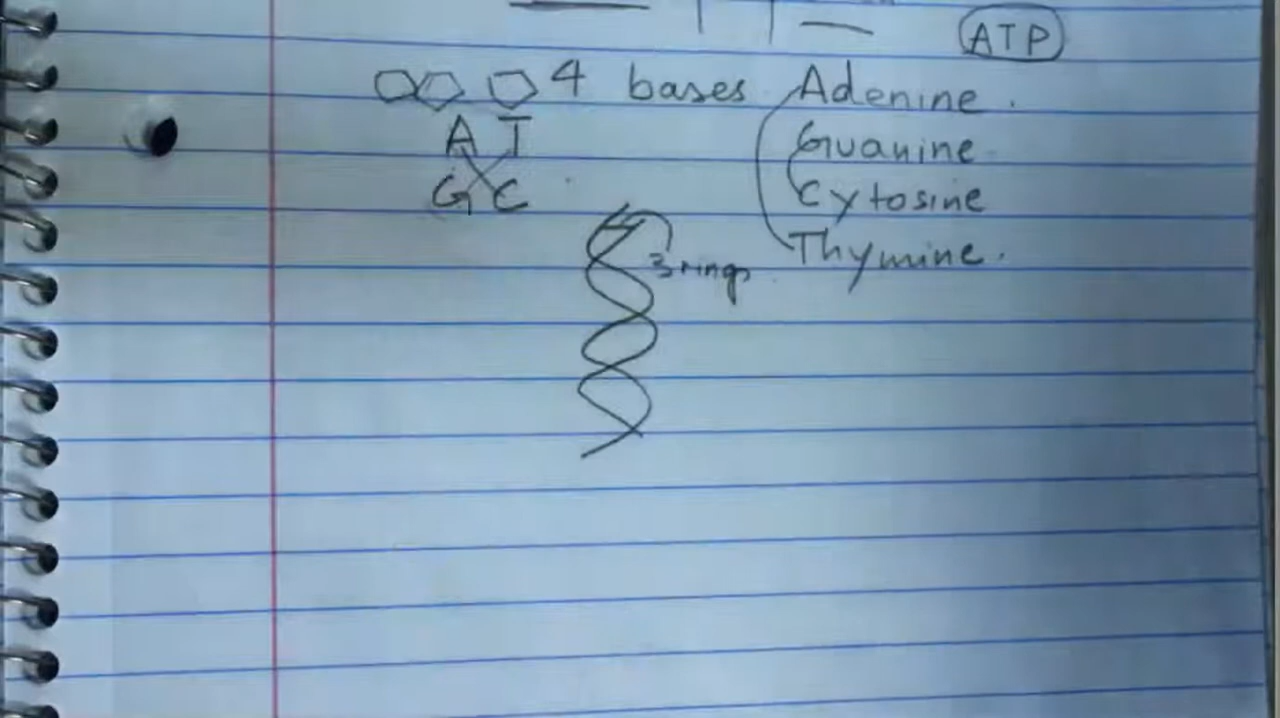 ATP
4 bases Adenine.
A T Guanine
G C Cytosine
3 rings Thymine.